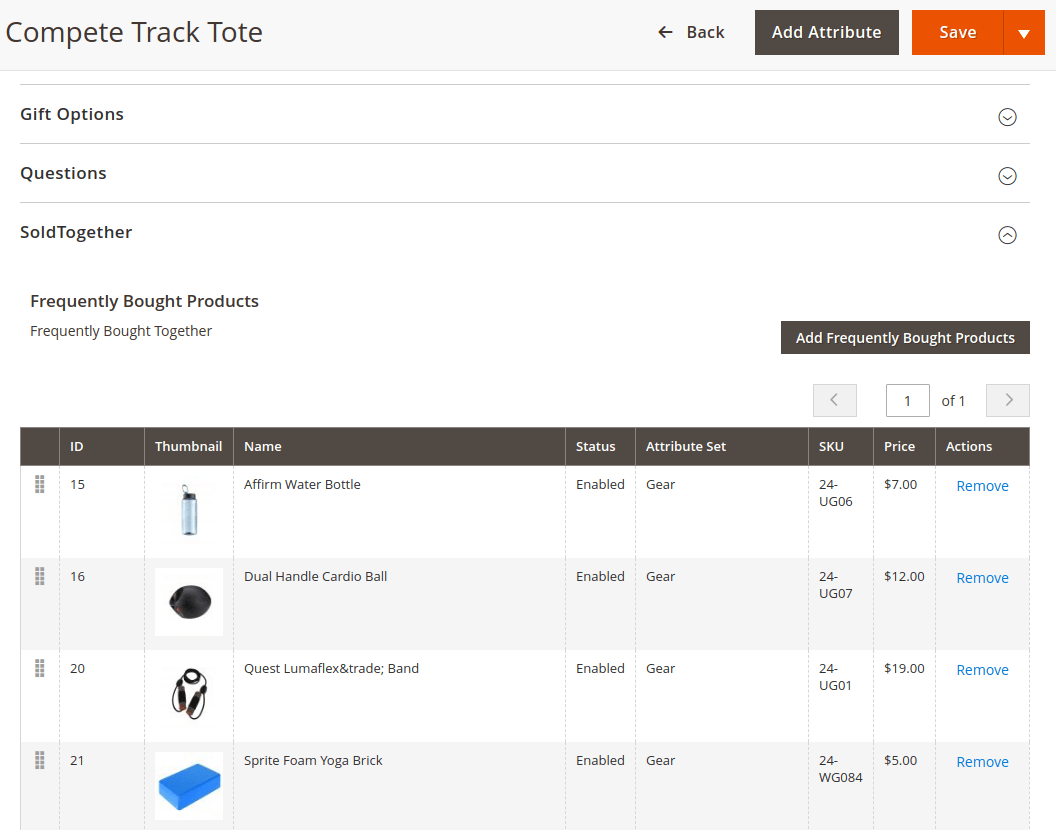 Compete Track Tote
Back
Add Attribute
Save
Gift Options
Questions
SoldTogether
Frequently Bought Products
Frequently Bought Together
Add Frequently Bought Products
1 of 1
ID Thumbnail Name Status Attribute Set SKU Price Actions
15 Affirm Water Bottle Enabled Gear 24- $7.00 Remove
UG06
16 Dual Handle Cardio Ball Enabled Gear 24- $12.00 Remove
UG07
20 Quest Lumaflex&trade; Band Enabled Gear 24- $19.00 Remove
UG01
21 Sprite Foam Yoga Brick Enabled Gear 24- $5.00 Remove
WG084